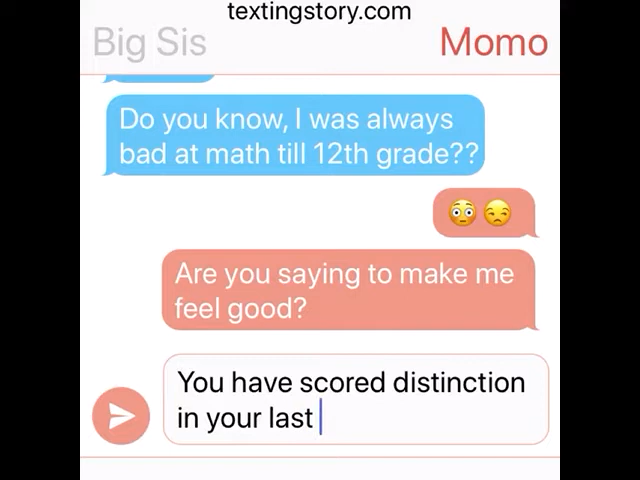 textingstory.com
Big Sis
Momo
Do you know, I was always
bad at math till 12th grade??
😳😒
Are you saying to make me
feel good?
You have scored distinction
in your last